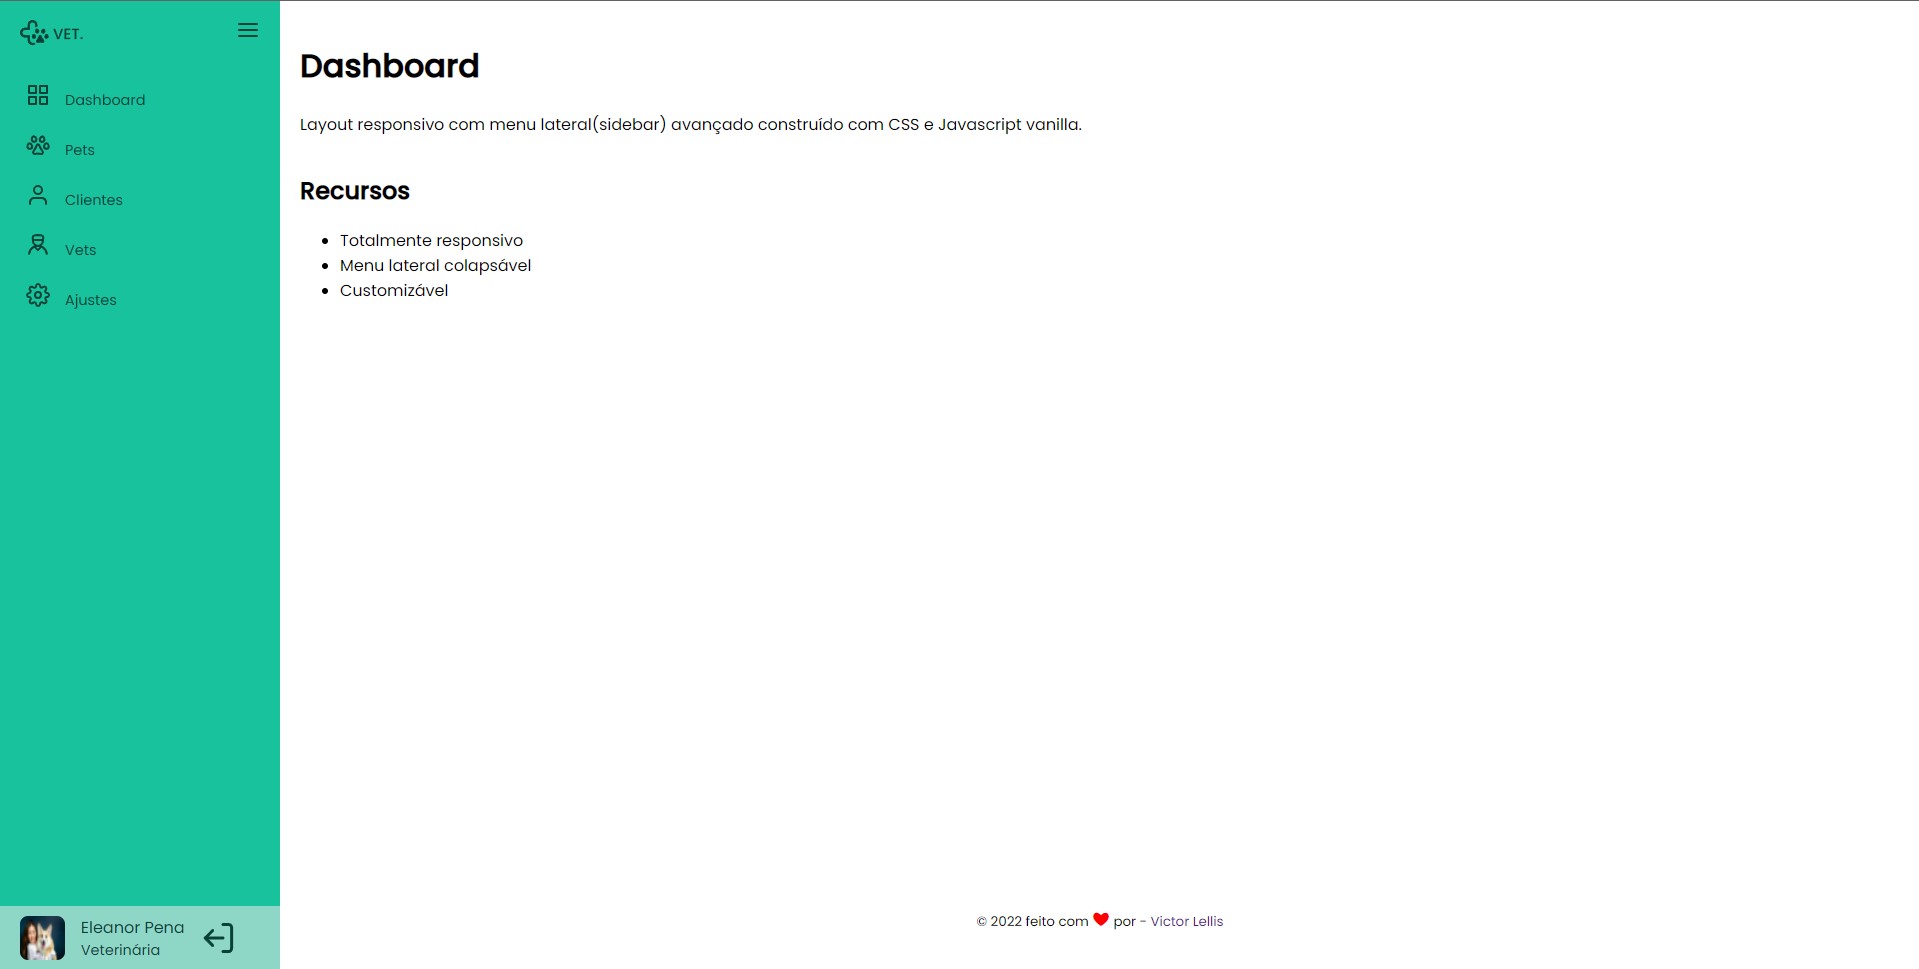 VET.
Dashboard
Pets
Clientes
Vets
Ajustes
Eleanor Pena
Veterinária
Dashboard
Layout responsivo com menu lateral(sidebar) avançado construído com CSS e Javascript vanilla.
Recursos
Totalmente responsivo
Menu lateral colapsável
Customizável
© 2022 feito com ❤ por - Victor Lellis